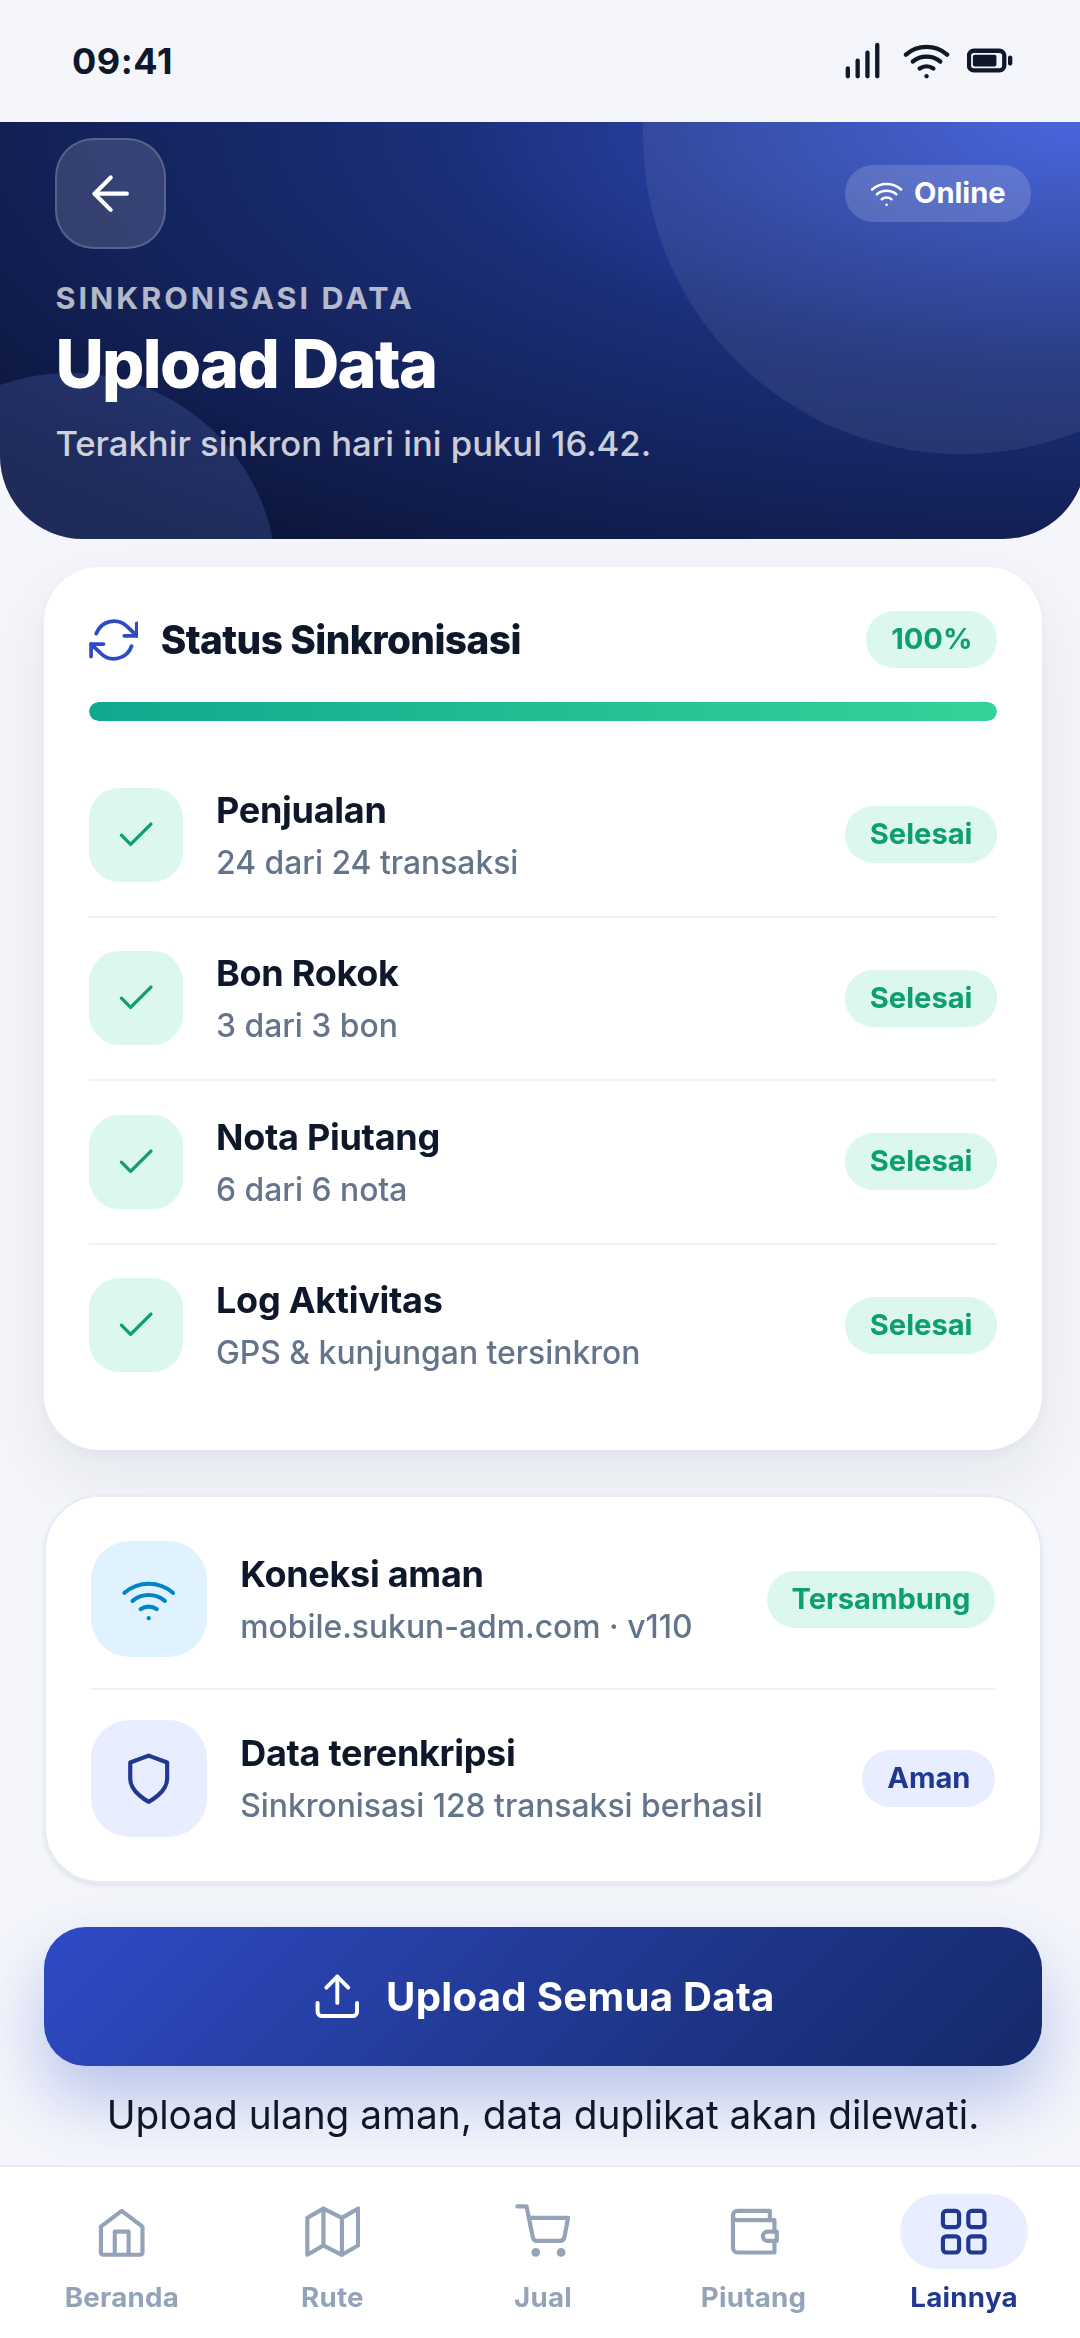 09:41
Online
SINKRONISASI DATA
Upload Data
Terakhir sinkron hari ini pukul 16.42.
Status Sinkronisasi
100%
Penjualan
24 dari 24 transaksi
Selesai
Bon Rokok
3 dari 3 bon
Selesai
Nota Piutang
6 dari 6 nota
Selesai
Log Aktivitas
GPS & kunjungan tersinkron
Selesai
Koneksi aman
mobile.sukun-adm.com · v110
Tersambung
Data terenkripsi
Sinkronisasi 128 transaksi berhasil
Aman
Upload Semua Data
Upload ulang aman, data duplikat akan dilewati.
Beranda
Rute
Jual
Piutang
Lainnya